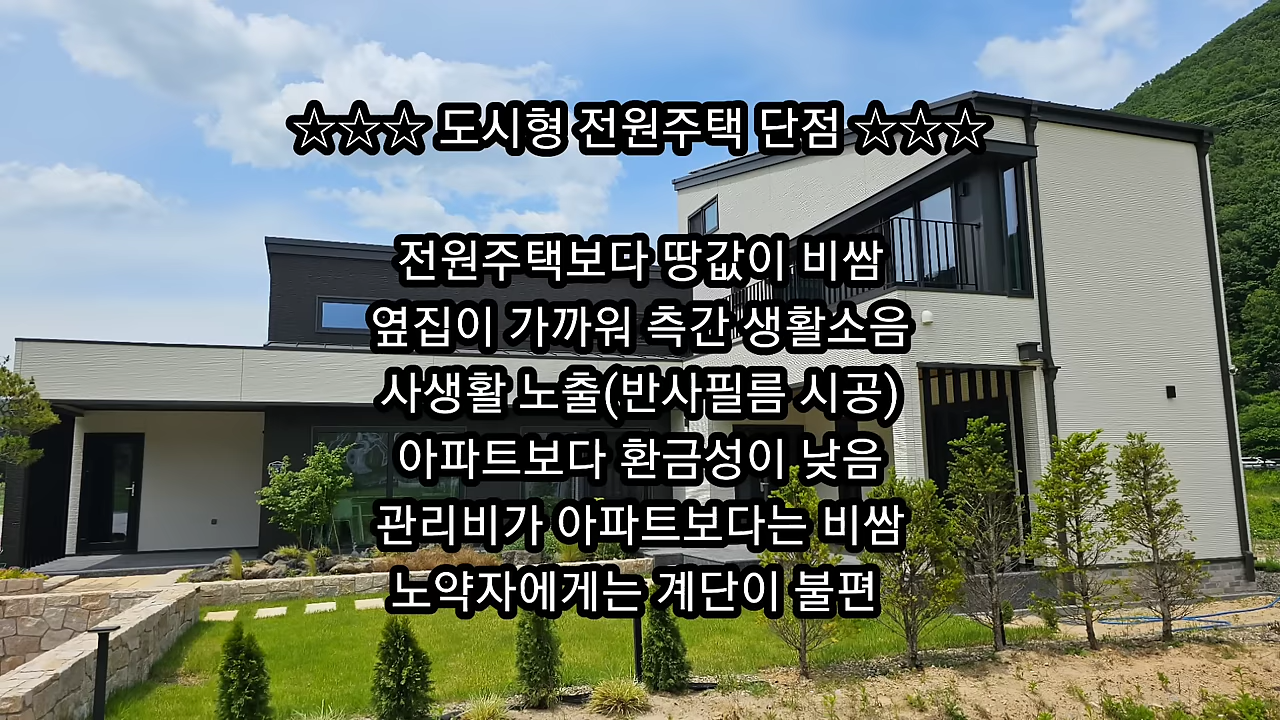 ☆☆☆ 도시형 전원주택 단점 ☆☆☆
전원주택보다 땅값이 비쌈
옆집이 가까워 측간 생활소음
사생활 노출(반사필름 시공)
아파트보다 환금성이 낮음
관리비가 아파트보다는 비쌈
노약자에게는 계단이 불편